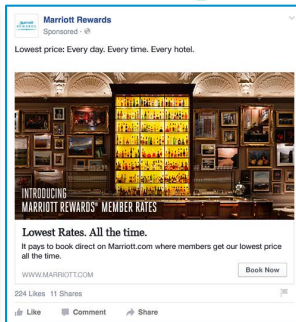 Marriott Rewards
Sponsored ·
Lowest price: Every day. Every time. Every hotel.
INTRODUCING
MARRIOTT REWARDS® MEMBER RATES
Lowest Rates. All the time.
It pays to book direct on Marriott.com where members get our lowest price
all the time.
WWW.MARRIOTT.COM
Book Now
224 Likes 11 Shares
Like Comment Share